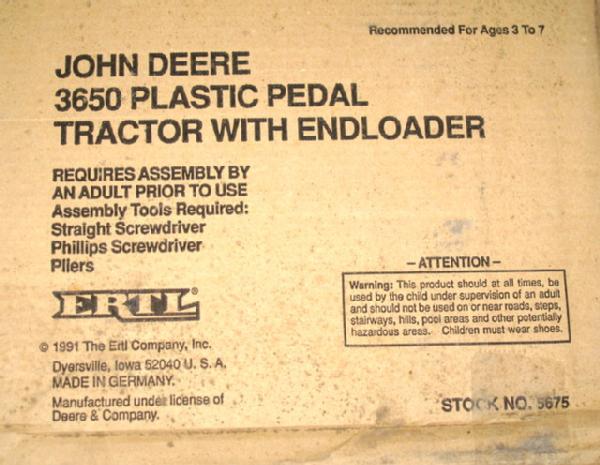 Recommended For Ages 3 To 7
JOHN DEERE
3650 PLASTIC PEDAL
TRACTOR WITH ENDLOADER
REQUIRES ASSEMBLY BY
AN ADULT PRIOR TO USE
Assembly Tools Required:
Straight Screwdriver
Phillips Screwdriver
Pliers
ERTL®
© 1991 The Ertl Company, Inc.
Dyersville, Iowa 52040 U. S. A.
MADE IN GERMANY.
Manufactured under license of
Deere & Company.
– ATTENTION –
Warning: This product should at all times, be
used by the child under supervision of an adult
and should not be used on or near roads, steps,
stairways, hills, pool areas and other potentially
hazardous areas. Children must wear shoes.
STOCK NO. 5675